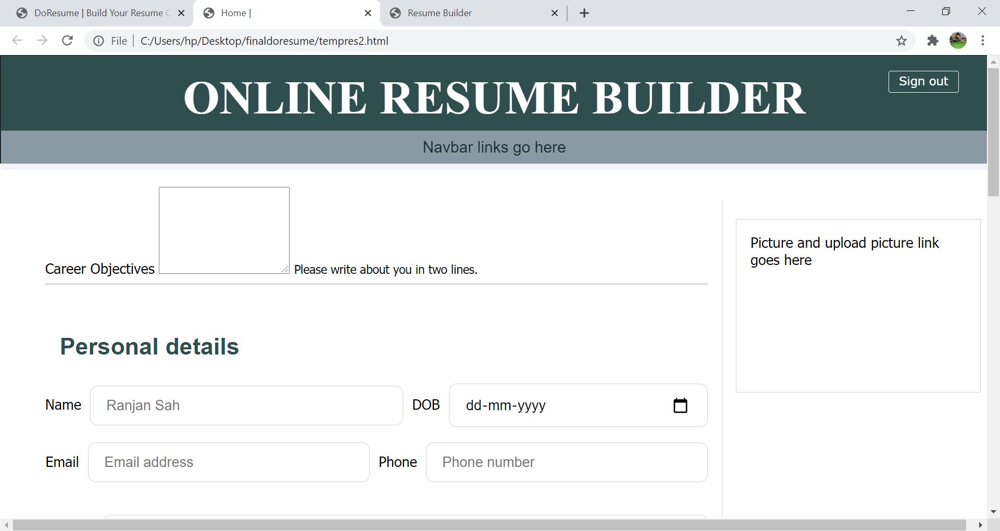 DoResume | Build Your Resume
Home |
Resume Builder
File
C:/Users/hp/Desktop/finaldoresume/tempres2.html
ONLINE RESUME BUILDER
Sign out
Navbar links go here
Career Objectives
Please write about you in two lines.
Picture and upload picture link
goes here
Personal details
Name
Ranjan Sah
DOB
dd-mm-yyyy
Email
Email address
Phone
Phone number